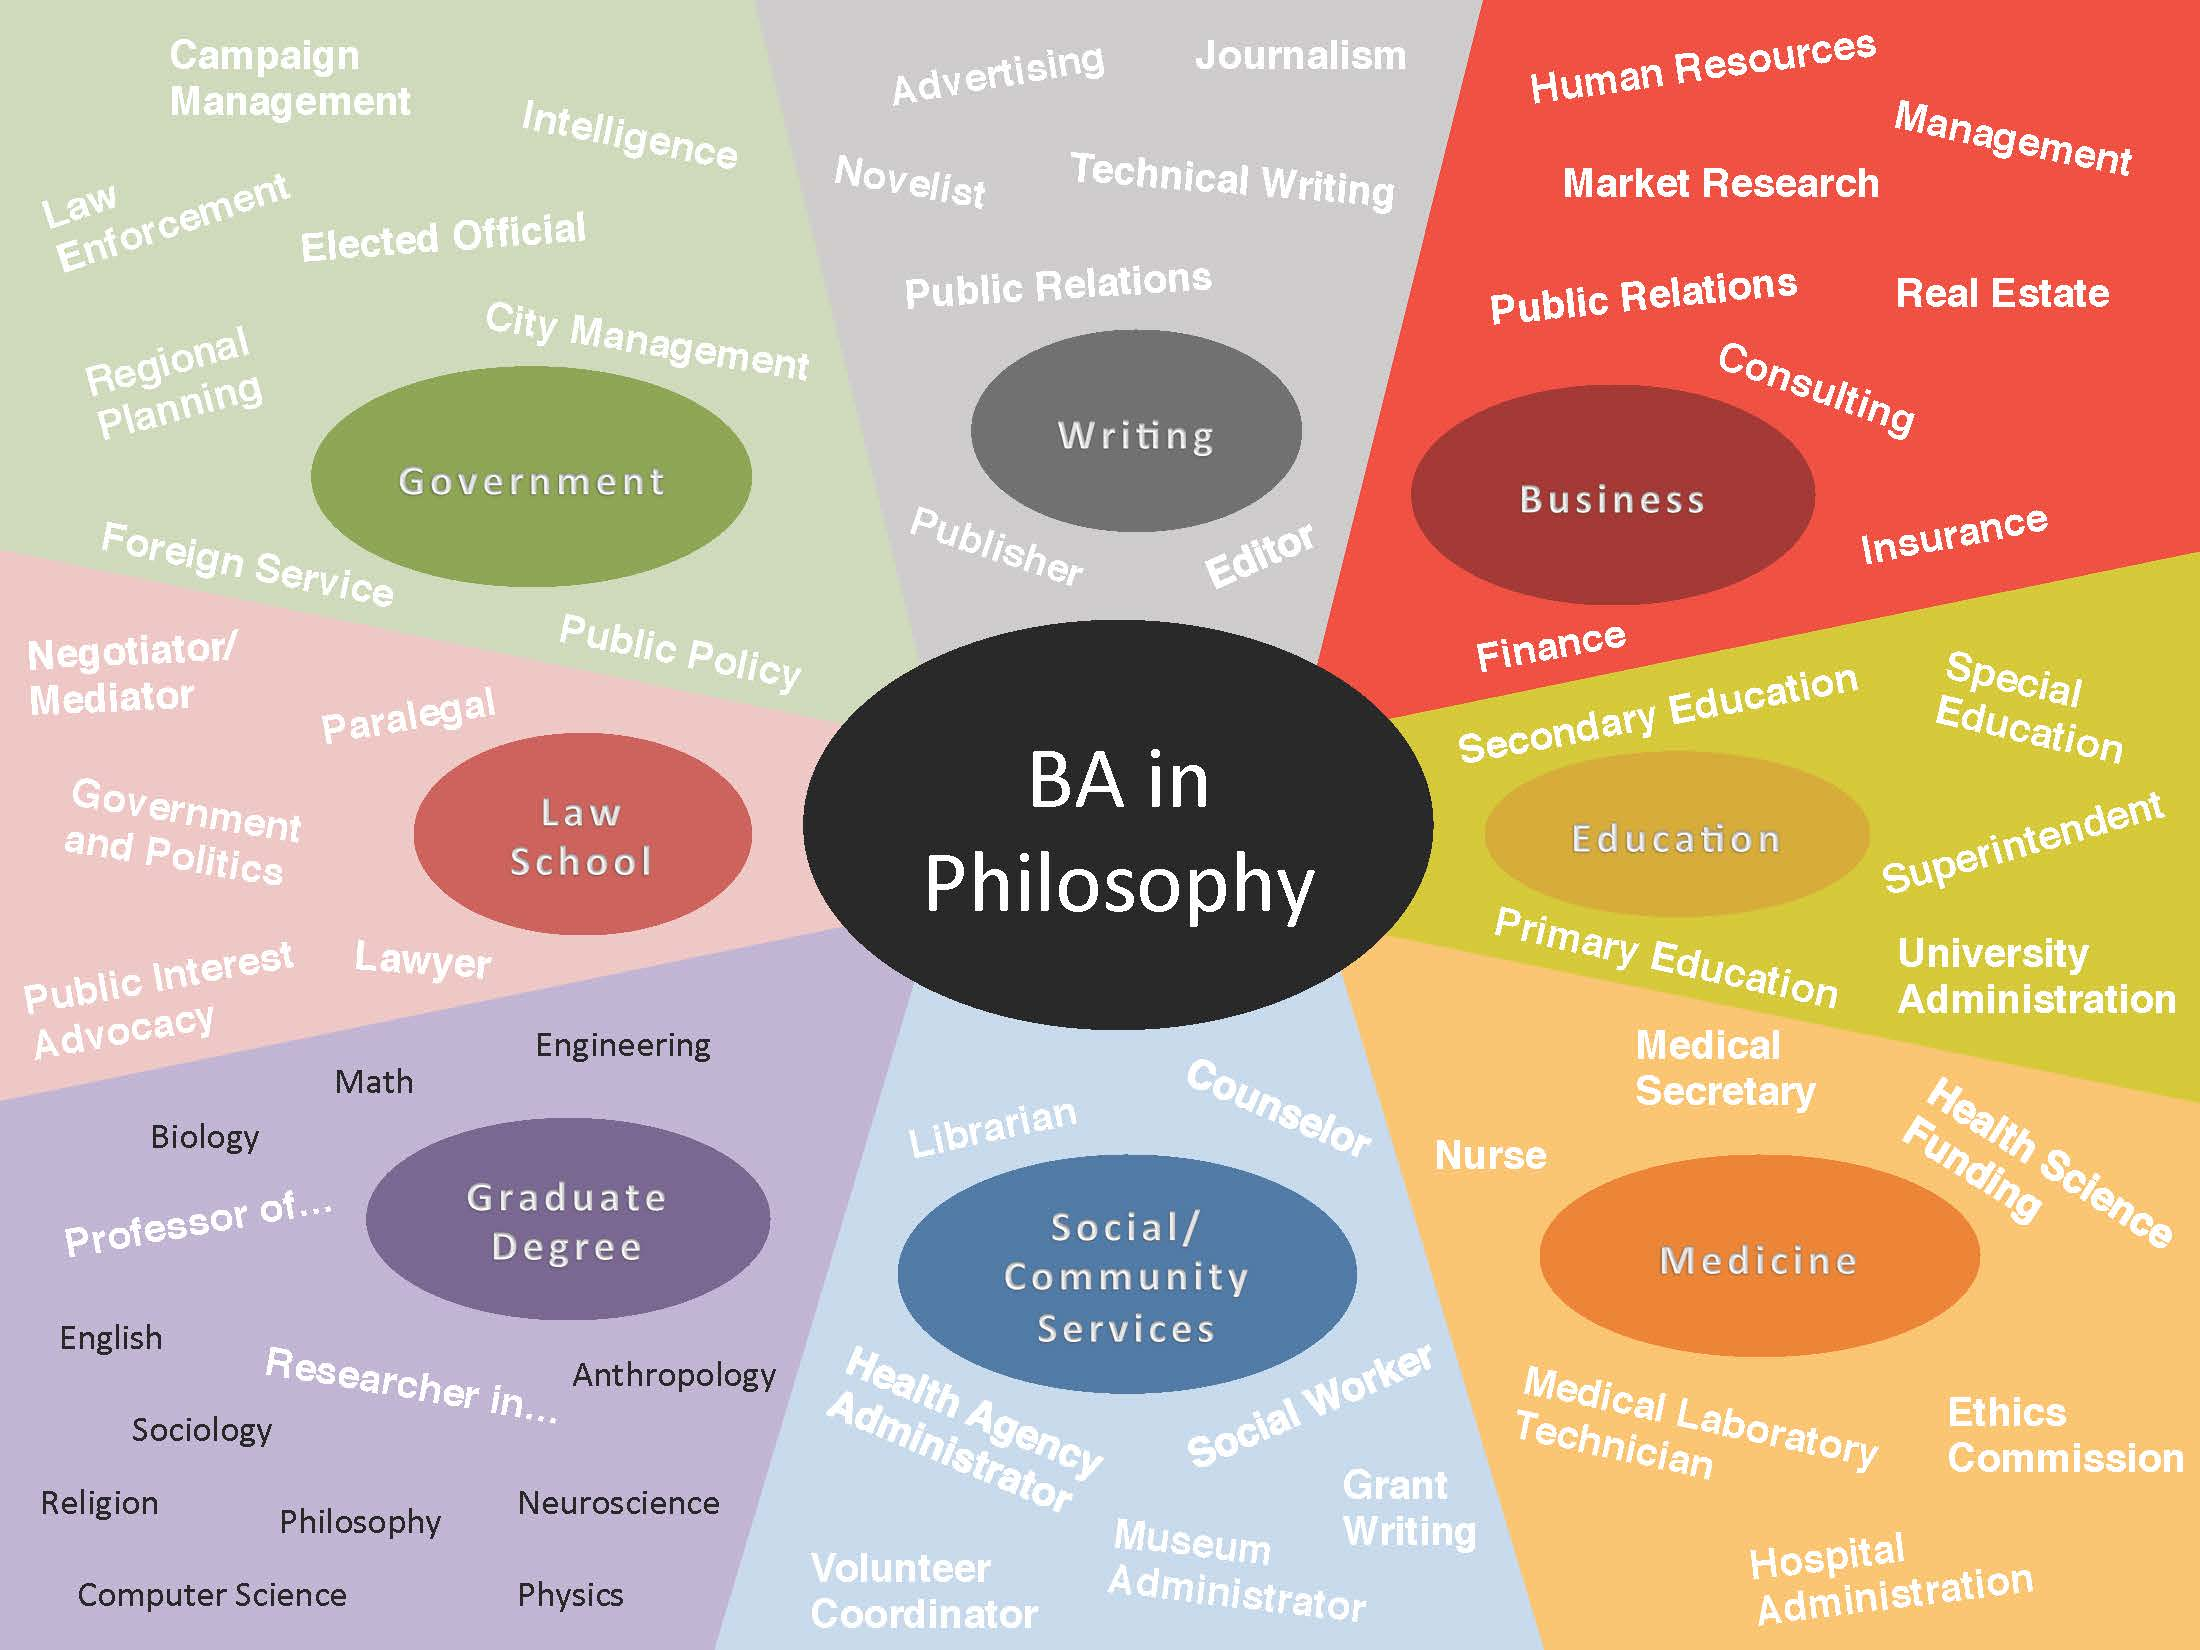 Campaign
Management
Intelligence
Law
Enforcement
Elected Official
City Management
Regional
Planning
Government
Foreign Service
Public Policy
Advertising
Journalism
Novelist
Technical Writing
Public Relations
Writing
Publisher
Editor
Human Resources
Management
Market Research
Public Relations
Real Estate
Consulting
Business
Insurance
Finance
Negotiator/
Mediator
Paralegal
Government
and Politics
Law
School
Public Interest
Advocacy
Lawyer
BA in
Philosophy
Secondary Education
Special
Education
Education
Superintendent
Primary Education
University
Administration
Engineering
Math
Biology
Graduate
Degree
Professor of...
English
Researcher in...
Anthropology
Sociology
Religion
Philosophy
Neuroscience
Computer Science
Physics
Counselor
Librarian
Social/
Community
Services
Health Agency
Administrator
Social Worker
Grant
Writing
Museum
Administrator
Volunteer
Coordinator
Medical
Secretary
Health Science
Funding
Nurse
Medicine
Medical Laboratory
Technician
Ethics
Commission
Hospital
Administration